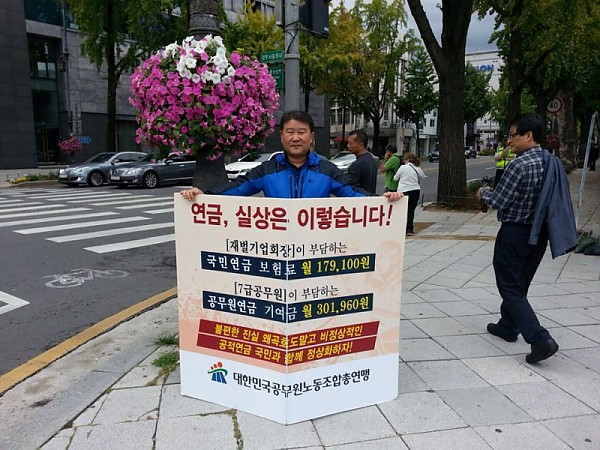 연금, 실상은 이렇습니다!
[재벌기업회장]이 부담하는
국민연금 보험료 월 179,100원
[7급공무원]이 부담하는
공무원연금 기여금 월 301,960원
불편한 진실 왜곡호도말고 비정상적인
공적연금 국민과 함께 정상화하자!
대한민국공무원노동조합총연맹
40